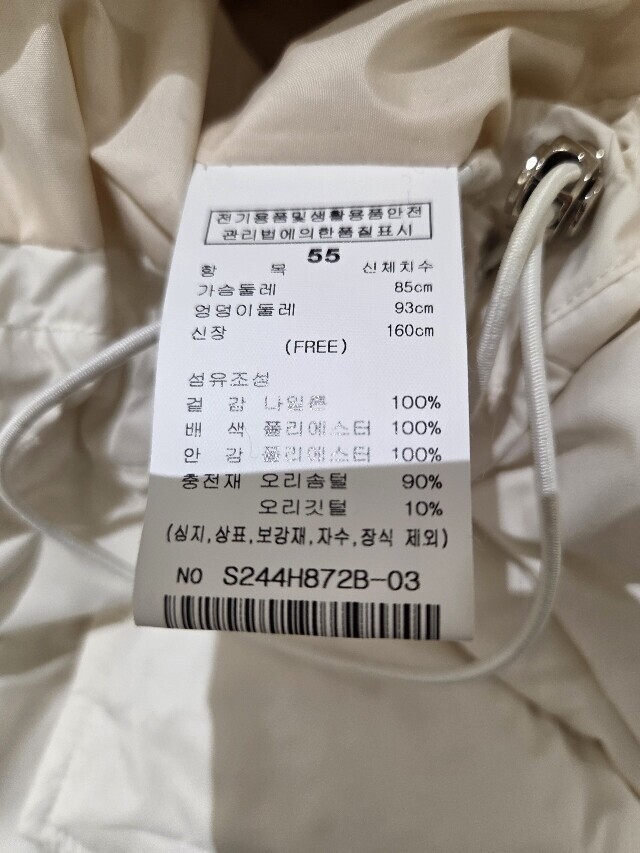 전기용품및생활용품안전
관리법에의한품질표시
55
항 목 신체치수
가슴둘레 85cm
엉덩이둘레 93cm
신장 160cm
(FREE)
섬유조성
겉 감 나일론 100%
배 색 폴리에스터 100%
안 감 폴리에스터 100%
충전재 오리솜털 90%
오리깃털 10%
(심지,상표,보강재,자수,장식 제외)
NO S244H872B-03